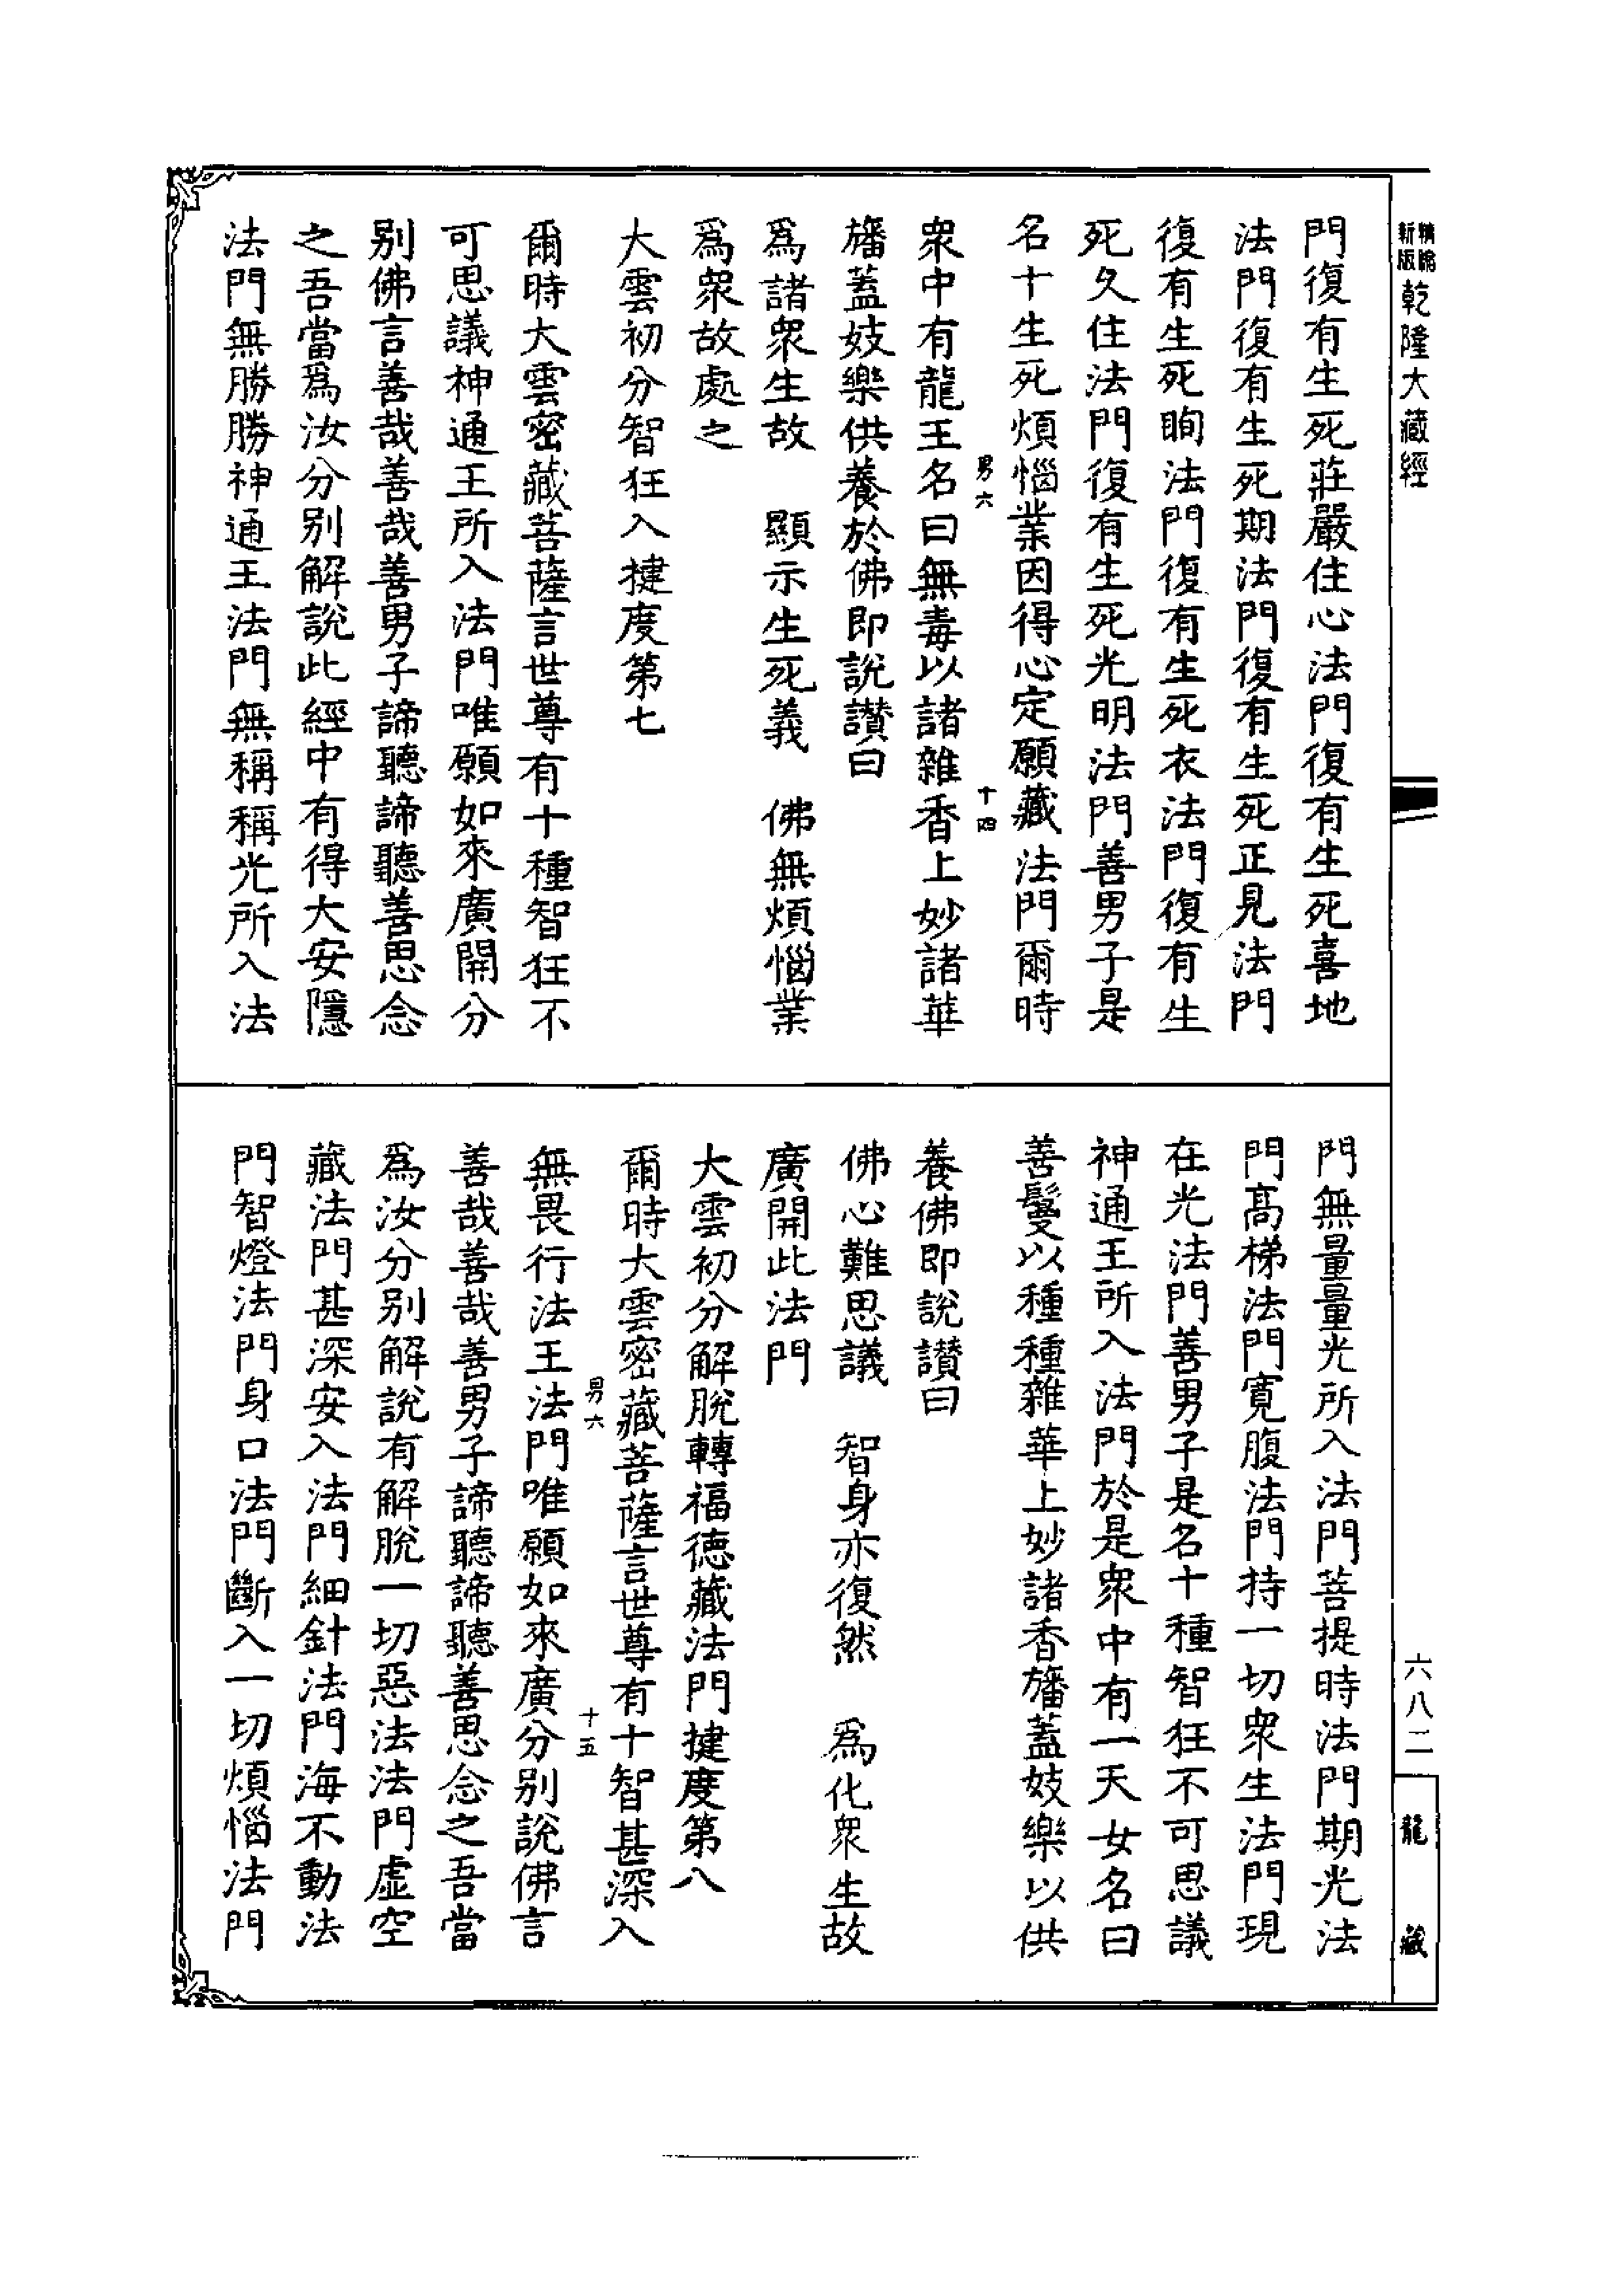 精縮新版
乾隆大藏經
門復有生死莊嚴住心法門復有生死喜地
法門復有生死期法門復有生死正見法門
復有生死眴法門復有生死衣法門復有生
死久住法門復有生死光明法門善男子是
名十生死煩惱業因得心定願藏法門爾時
男六
十四
衆中有龍王名曰無毒以諸雜香上妙諸華
旛蓋妓樂供養於佛即說讃曰
爲諸衆生故　顯示生死義　佛無煩惱業
爲衆故處之
大雲初分智狂入揵度第七
爾時大雲密藏菩薩言世尊有十種智狂不
可思議神通王所入法門唯願如來廣開分
别佛言善哉善哉善男子諦聽諦聽善思念
之吾當爲汝分别解說此經中有得大安隱
法門無勝勝神通王法門無稱稱光所入法
門無量量光所入法門菩提時法門期光法
門髙梯法門寛腹法門持一切衆生法門現
在光法門善男子是名十種智狂不可思議
神通王所入法門於是衆中有一天女名曰
善鬘以種種雜華上妙諸香旛蓋妓樂以供
養佛即說讃曰
佛心難思議　智身亦復然　爲化衆生故
廣開此法門
大雲初分解脫轉福德藏法門揵度第八
爾時大雲密藏菩薩言世尊有十智甚深入
男六
十五
無畏行法王法門唯願如來廣分别說佛言
善哉善哉善男子諦聽諦聽善思念之吾當
爲汝分别解說有解脫一切惡法法門虚空
藏法門甚深安入法門細針法門海不動法
門智燈法門身口法門斷入一切煩惱法門
六八二
龍藏